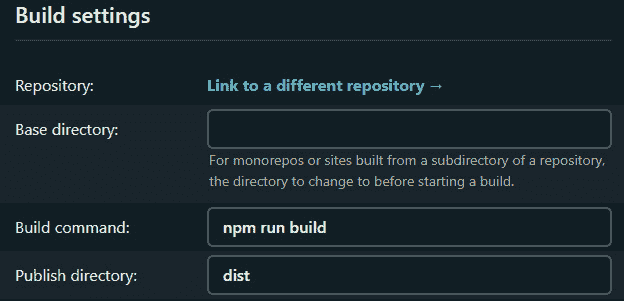 Build settings
Repository:
Link to a different repository →
Base directory:
For monorepos or sites built from a subdirectory of a repository,
the directory to change to before starting a build.
Build command:
npm run build
Publish directory:
dist